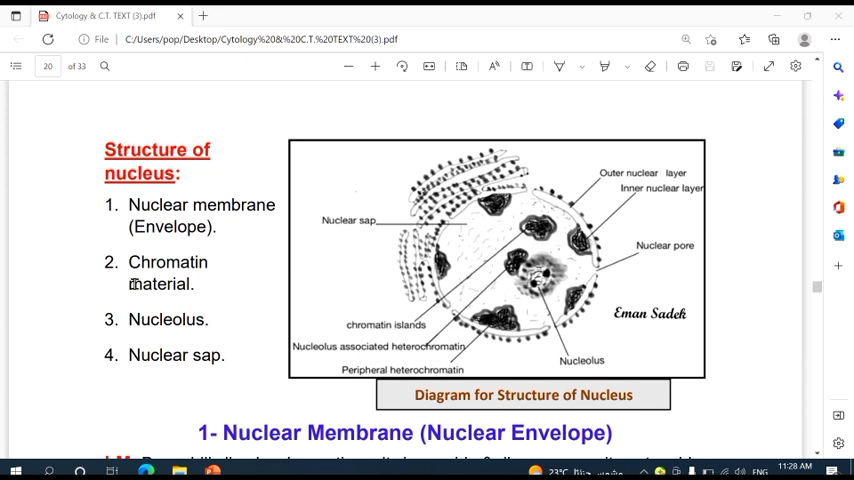 Cytology & C.T. TEXT (3).pdf
File
C:/Users/pop/Desktop/Cytology%20&%20C.T.%20TEXT%20(3).pdf
20 of 33
Structure of
nucleus:
1. Nuclear membrane
(Envelope).
2. Chromatin
material.
3. Nucleolus.
4. Nuclear sap.
Outer nuclear layer
Inner nuclear layer
Nuclear sap
Nuclear pore
Eman Sadek
chromatin islands
Nucleolus associated heterochromatin
Nucleolus
Peripheral heterochromatin
Diagram for Structure of Nucleus
1- Nuclear Membrane (Nuclear Envelope)
23°C
ENG
11:28 AM